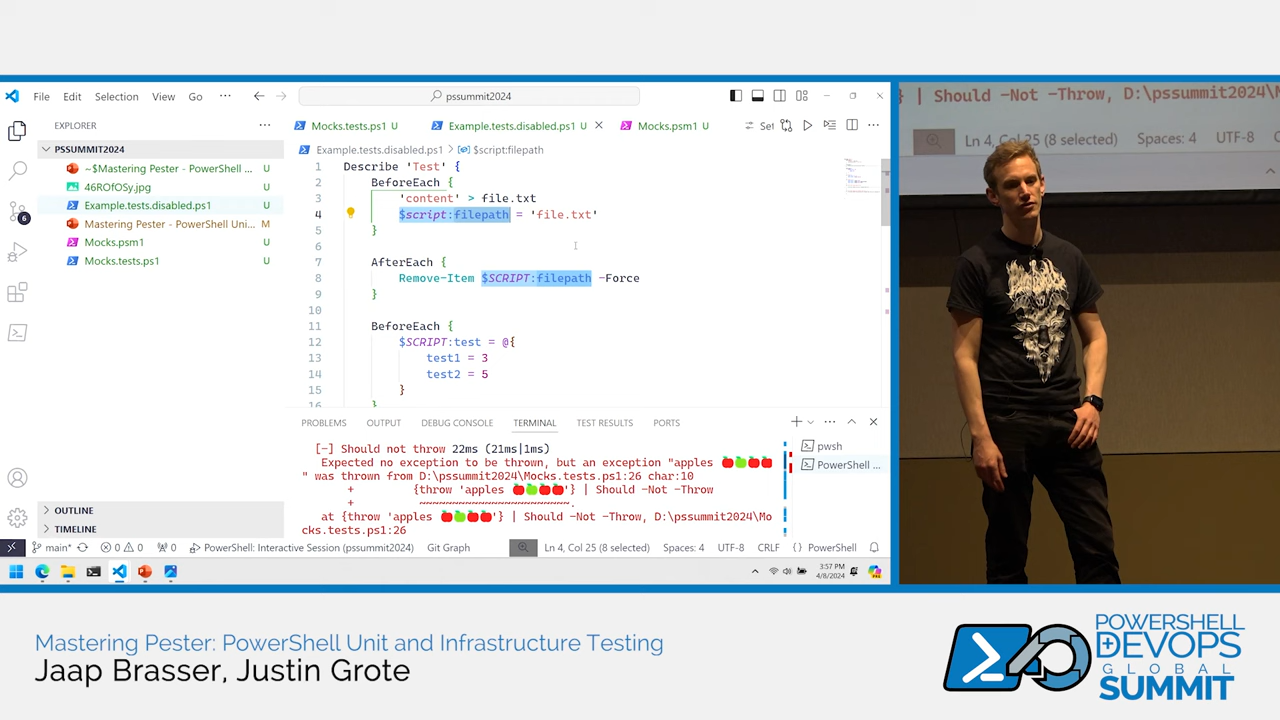 File Edit Selection View Go ··· pssummit2024
EXPLORER ···
PSSUMMIT2024
~$Mastering Pester - PowerShell ... U
46ROfOSy.jpg U
Example.tests.disabled.ps1 U
Mastering Pester - PowerShell Uni... M
Mocks.psm1 U
Mocks.tests.ps1 U
OUTLINE
TIMELINE
Mocks.tests.ps1 U Example.tests.disabled.ps1 U Mocks.psm1 U
Example.tests.disabled.ps1 > $script:filepath
1 Describe 'Test' {
2 BeforeEach {
3 'content' > file.txt
4 $script:filepath = 'file.txt'
5 }
6
7 AfterEach {
8 Remove-Item $SCRIPT:filepath -Force
9 }
10
11 BeforeEach {
12 $SCRIPT:test = @{
13 test1 = 3
14 test2 = 5
15 }
16 }
PROBLEMS OUTPUT DEBUG CONSOLE TERMINAL TEST RESULTS PORTS
[-] Should not throw 22ms (21ms|1ms)
Expected no exception to be thrown, but an exception "apples 🍎🍏🍎🍎
" was thrown from D:\pssummit2024\Mocks.tests.ps1:26 char:10
+ {throw 'apples 🍎🍏🍎🍎'} | Should -Not -Throw
+ ~~~~~~~~~~~~~~~~~~~~~~~.
at {throw 'apples 🍎🍏🍎🍎'} | Should -Not -Throw, D:\pssummit2024\Mo
cks.tests.ps1:26
pwsh
PowerShell ...
main* 0 0 0 PowerShell: Interactive Session (pssummit2024) Git Graph Ln 4, Col 25 (8 selected) Spaces: 4 UTF-8 CRLF {} PowerShell
3:57 PM
4/8/2024
} | Should -Not -Throw, D:\pssummit2024\M
Ln 4, Col 25 (8 selected) Spaces: 4 UTF-8
Mastering Pester: PowerShell Unit and Infrastructure Testing
Jaap Brasser, Justin Grote
POWERSHELL
DEVOPS
GLOBAL
SUMMIT